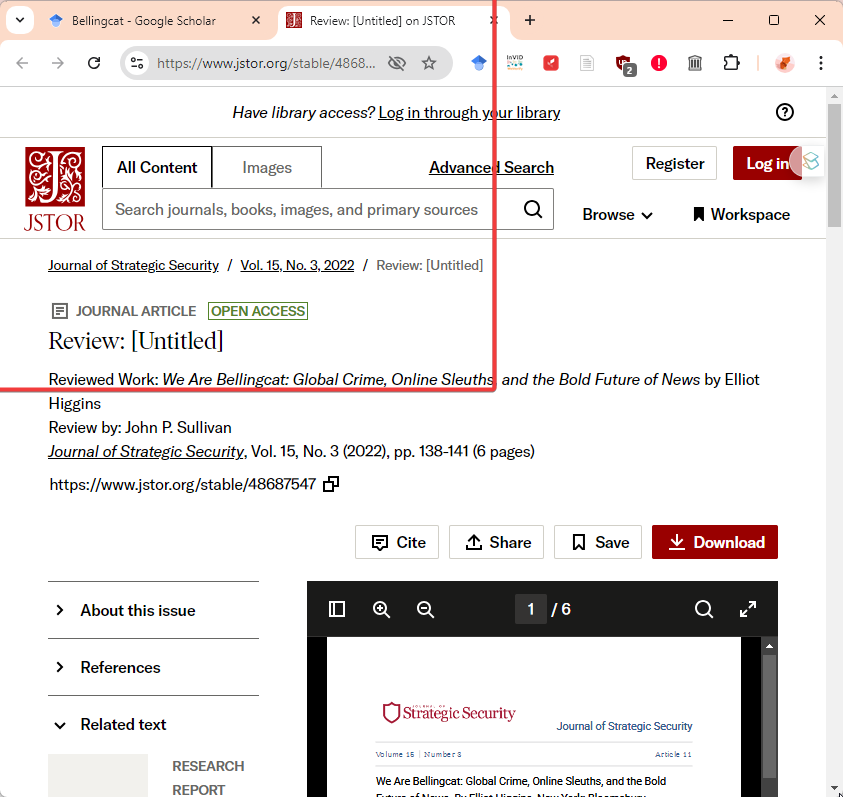 Bellingcat - Google Scholar
Review: [Untitled] on JSTOR
https://www.jstor.org/stable/4868...
InVID
2
Have library access? Log in through your library
All Content
Images
Advanced Search
Register
Log in
JSTOR
Search journals, books, images, and primary sources
Browse
Workspace
Journal of Strategic Security / Vol. 15, No. 3, 2022 / Review: [Untitled]
JOURNAL ARTICLE OPEN ACCESS
Review: [Untitled]
Reviewed Work: We Are Bellingcat: Global Crime, Online Sleuths, and the Bold Future of News by Elliot
Higgins
Review by: John P. Sullivan
Journal of Strategic Security, Vol. 15, No. 3 (2022), pp. 138-141 (6 pages)
https://www.jstor.org/stable/48687547
Cite
Share
Save
Download
About this issue
References
Related text
RESEARCH
REPORT
1 / 6
JOURNAL OF
Strategic Security
Journal of Strategic Security
Volume 15 | Number 3
Article 11
We Are Bellingcat: Global Crime, Online Sleuths, and the Bold
Future of News. By Elliot Higgins. New York: Bloomsbury